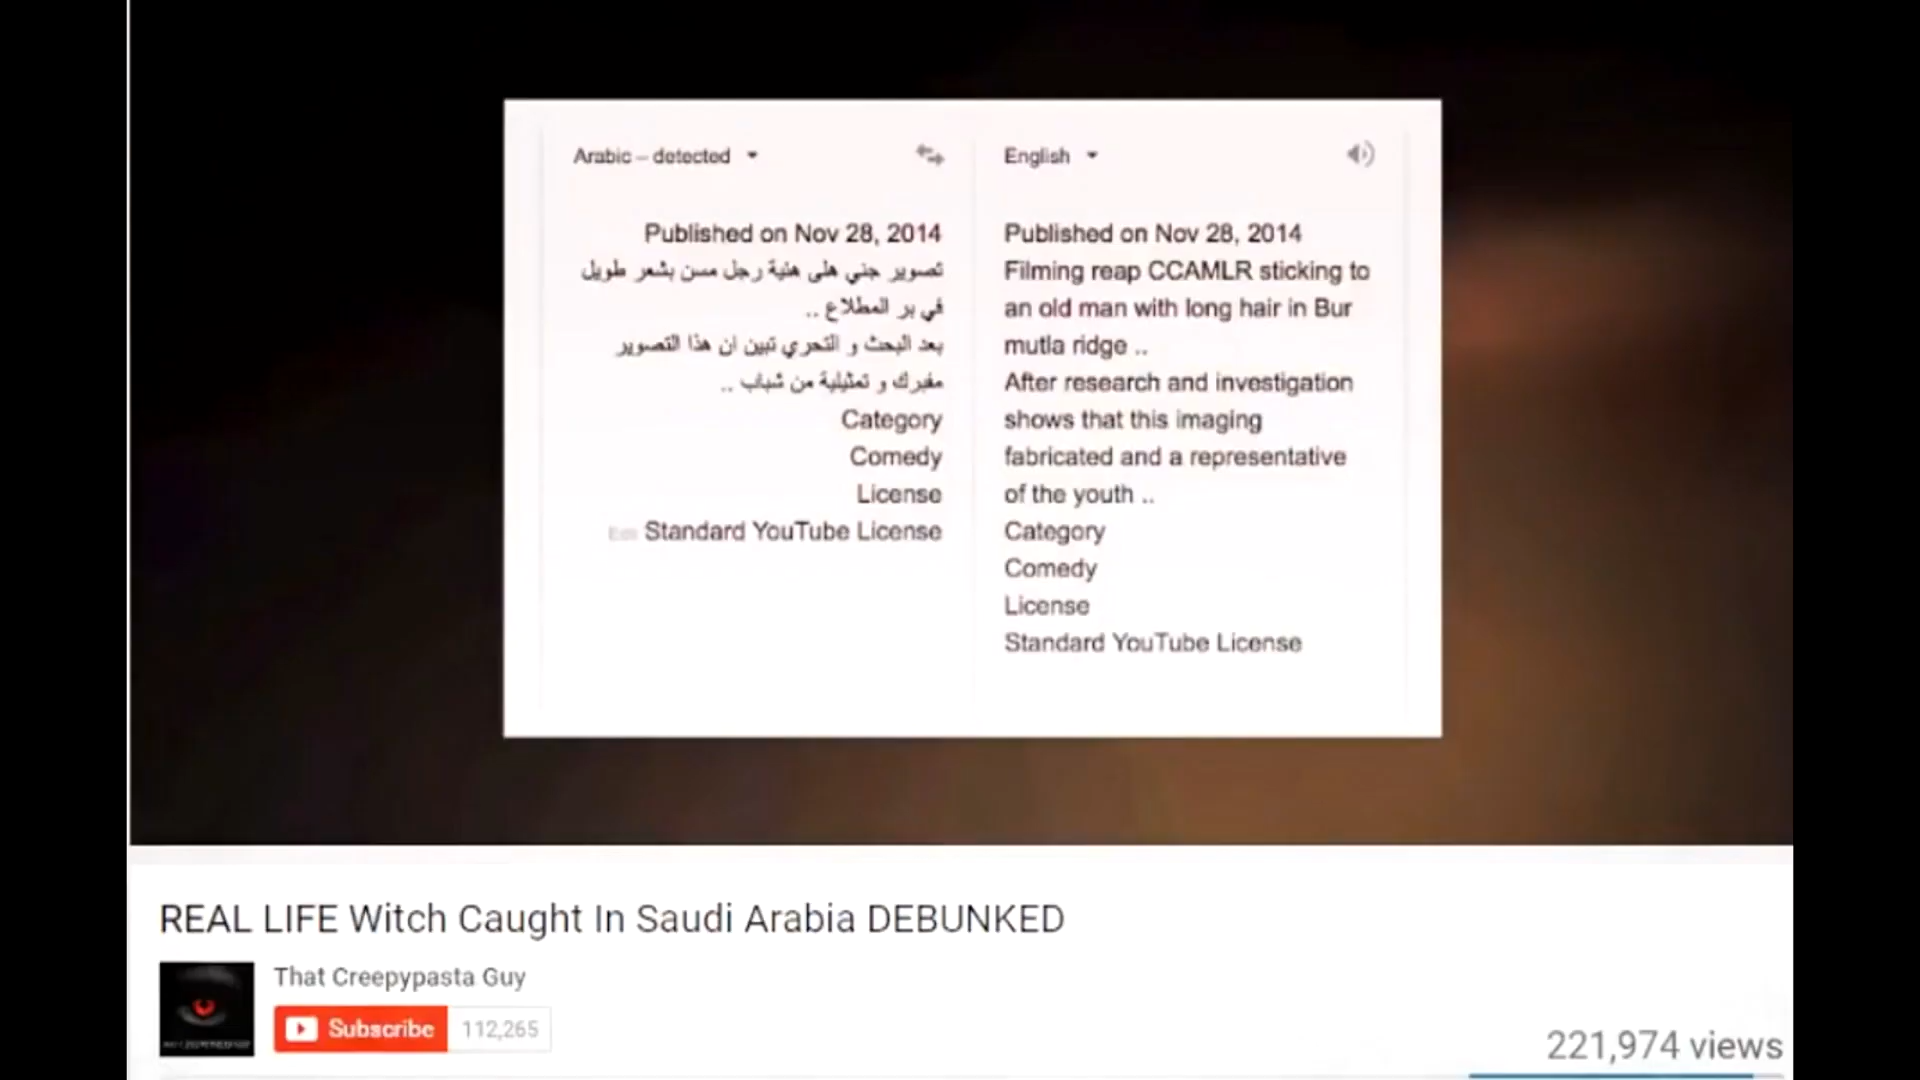 Arabic – detected
Published on Nov 28, 2014
تصوير جني هلى هئية رجل مسن بشعر طويل
في بر المطلاع ..
بعد البحث و التحري تبين ان هذا التصوير
مفبرك و تمثيلية من شباب ..
Category
Comedy
License
Standard YouTube License
English
Published on Nov 28, 2014
Filming reap CCAMLR sticking to
an old man with long hair in Bur
mutla ridge ..
After research and investigation
shows that this imaging
fabricated and a representative
of the youth ..
Category
Comedy
License
Standard YouTube License
REAL LIFE Witch Caught In Saudi Arabia DEBUNKED
That Creepypasta Guy
Subscribe 112,265
221,974 views